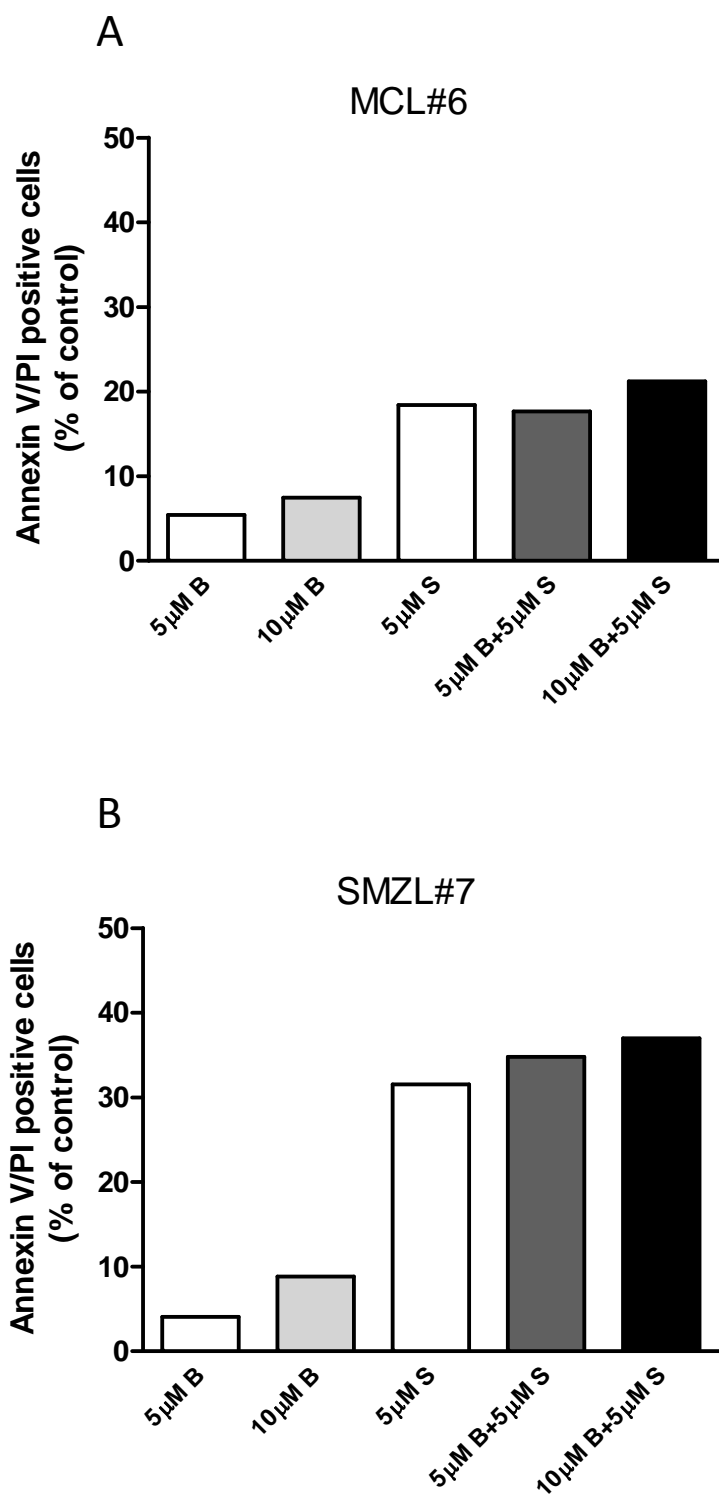 A
MCL#6
Annexin V/PI positive cells
(% of control)
50
40
30
20
10
0
5μM B
10μM B
5μM S
5μM B+5μM S
10μM B+5μM S
B
SMZL#7
Annexin V/PI positive cells
(% of control)
50
40
30
20
10
0
5μM B
10μM B
5μM S
5μM B+5μM S
10μM B+5μM S